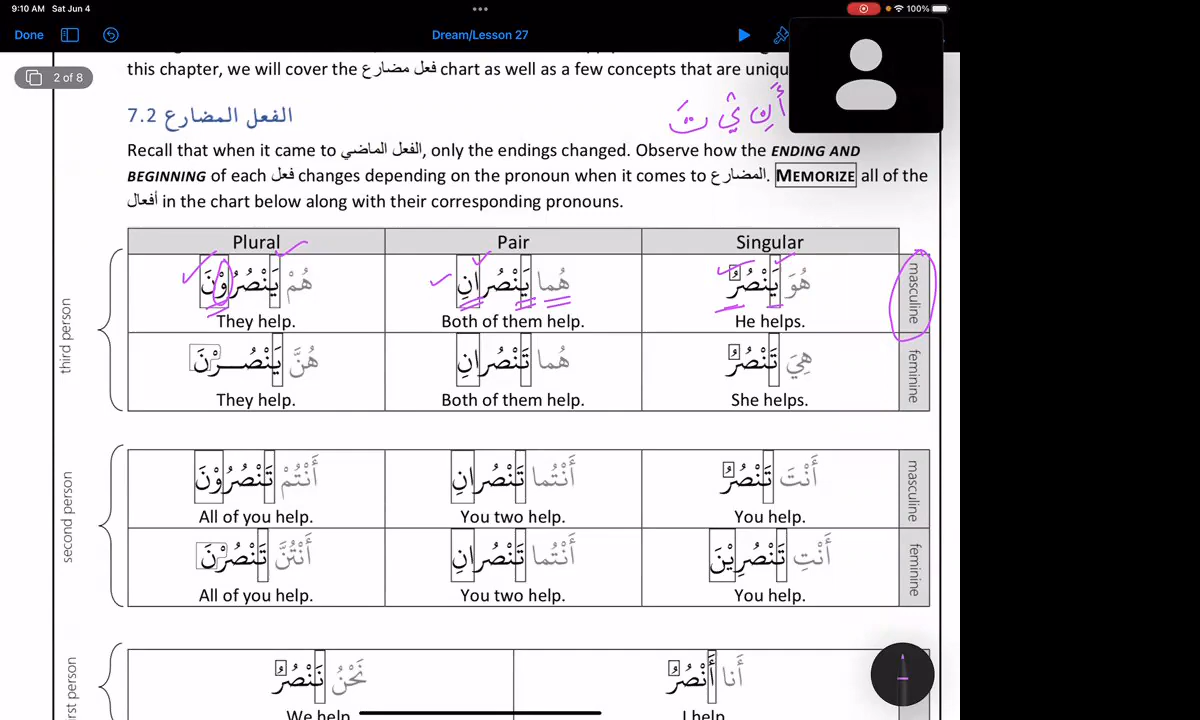 9:10 AM Sat Jun 4
100%
Done
Dream/Lesson 27
2 of 8
this chapter, we will cover the فعل مضارع chart as well as a few concepts that are uniqu
7.2 الفعل المضارع
أَ نِ يْ تَ
Recall that when it came to الفعل الماضي, only the endings changed. Observe how the ENDING AND
BEGINNING of each فعل changes depending on the pronoun when it comes to المضارع. MEMORIZE all of the
أفعال in the chart below along with their corresponding pronouns.
Plural Pair Singular
third person
masculine
هُمْ يَنْصُرُوْنَ هُما يَنْصُرانِ هُوَ يَنْصُرُ
They help. Both of them help. He helps.
feminine
هُنَّ يَنْصُـــرْنَ هُما تَنْصُرانِ هِيَ تَنْصُرُ
They help. Both of them help. She helps.
second person
masculine
أَنْتُمْ تَنْصُرُوْنَ أَنْتُما تَنْصُرانِ أَنْتَ تَنْصُرُ
All of you help. You two help. You help.
feminine
أَنْتُنَّ تَنْصُرْنَ أَنْتُما تَنْصُرانِ أَنْتِ تَنْصُرِيْنَ
All of you help. You two help. You help.
rst person
نَحْنُ نَنْصُرُ أَنا أَنْصُرُ
We help I help